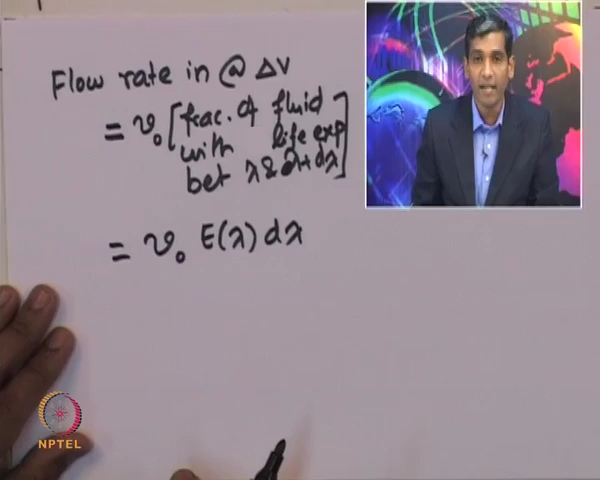 Flow rate in @ ΔV
= v₀ [frac. of fluid
with life exp
bet λ & λ+dλ]
= v₀ E(λ) dλ
NPTEL